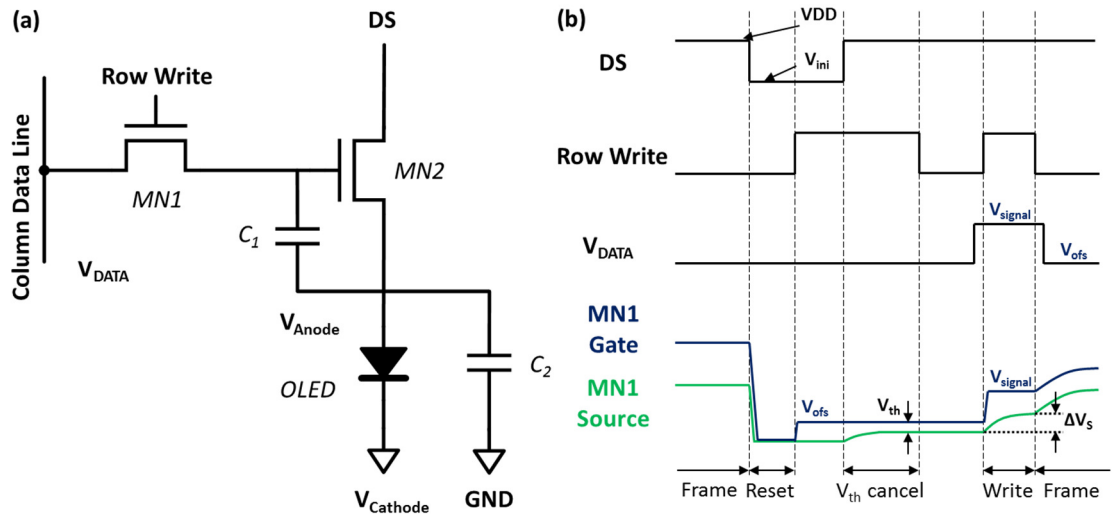 (a)
DS
Row Write
Column Data Line
MN1
MN2
C1
VDATA
VAnode
OLED
C2
VCathode
GND
(b)
VDD
DS
Vini
Row Write
Vsignal
VDATA
Vofs
MN1
Gate
MN1
Source
Vsignal
Vofs
Vth
ΔVS
Frame
Reset
Vth cancel
Write
Frame